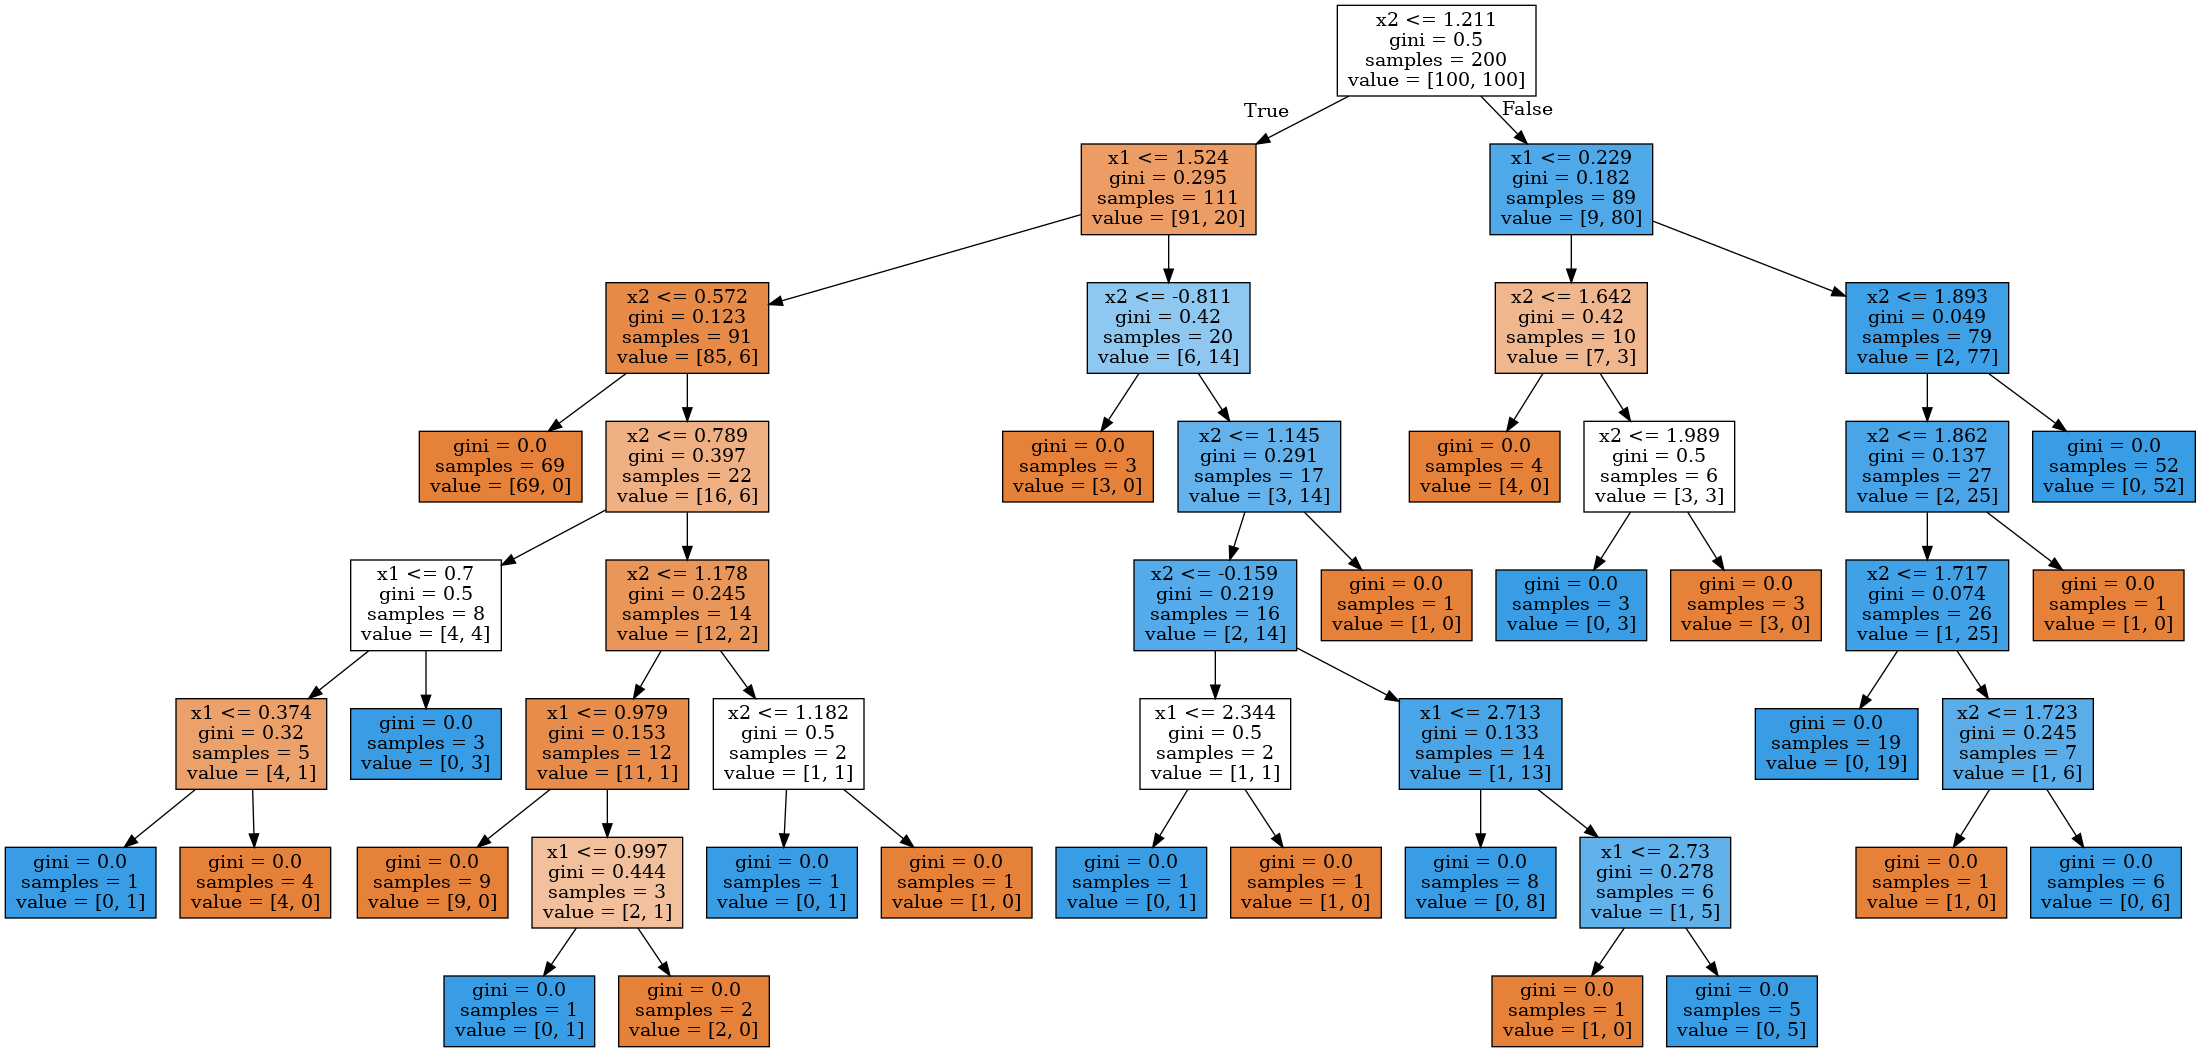 x2 <= 1.211
gini = 0.5
samples = 200
value = [100, 100]
True
False
x1 <= 1.524
gini = 0.295
samples = 111
value = [91, 20]
x1 <= 0.229
gini = 0.182
samples = 89
value = [9, 80]
x2 <= 0.572
gini = 0.123
samples = 91
value = [85, 6]
x2 <= -0.811
gini = 0.42
samples = 20
value = [6, 14]
x2 <= 1.642
gini = 0.42
samples = 10
value = [7, 3]
x2 <= 1.893
gini = 0.049
samples = 79
value = [2, 77]
gini = 0.0
samples = 69
value = [69, 0]
x2 <= 0.789
gini = 0.397
samples = 22
value = [16, 6]
gini = 0.0
samples = 3
value = [3, 0]
x2 <= 1.145
gini = 0.291
samples = 17
value = [3, 14]
gini = 0.0
samples = 4
value = [4, 0]
x2 <= 1.989
gini = 0.5
samples = 6
value = [3, 3]
x2 <= 1.862
gini = 0.137
samples = 27
value = [2, 25]
gini = 0.0
samples = 52
value = [0, 52]
x1 <= 0.7
gini = 0.5
samples = 8
value = [4, 4]
x2 <= 1.178
gini = 0.245
samples = 14
value = [12, 2]
x2 <= -0.159
gini = 0.219
samples = 16
value = [2, 14]
gini = 0.0
samples = 1
value = [1, 0]
gini = 0.0
samples = 3
value = [0, 3]
gini = 0.0
samples = 3
value = [3, 0]
x2 <= 1.717
gini = 0.074
samples = 26
value = [1, 25]
gini = 0.0
samples = 1
value = [1, 0]
x1 <= 0.374
gini = 0.32
samples = 5
value = [4, 1]
gini = 0.0
samples = 3
value = [0, 3]
x1 <= 0.979
gini = 0.153
samples = 12
value = [11, 1]
x2 <= 1.182
gini = 0.5
samples = 2
value = [1, 1]
x1 <= 2.344
gini = 0.5
samples = 2
value = [1, 1]
x1 <= 2.713
gini = 0.133
samples = 14
value = [1, 13]
gini = 0.0
samples = 19
value = [0, 19]
x2 <= 1.723
gini = 0.245
samples = 7
value = [1, 6]
gini = 0.0
samples = 1
value = [0, 1]
gini = 0.0
samples = 4
value = [4, 0]
gini = 0.0
samples = 9
value = [9, 0]
x1 <= 0.997
gini = 0.444
samples = 3
value = [2, 1]
gini = 0.0
samples = 1
value = [0, 1]
gini = 0.0
samples = 1
value = [1, 0]
gini = 0.0
samples = 1
value = [0, 1]
gini = 0.0
samples = 1
value = [1, 0]
gini = 0.0
samples = 8
value = [0, 8]
x1 <= 2.73
gini = 0.278
samples = 6
value = [1, 5]
gini = 0.0
samples = 1
value = [1, 0]
gini = 0.0
samples = 6
value = [0, 6]
gini = 0.0
samples = 1
value = [0, 1]
gini = 0.0
samples = 2
value = [2, 0]
gini = 0.0
samples = 1
value = [1, 0]
gini = 0.0
samples = 5
value = [0, 5]